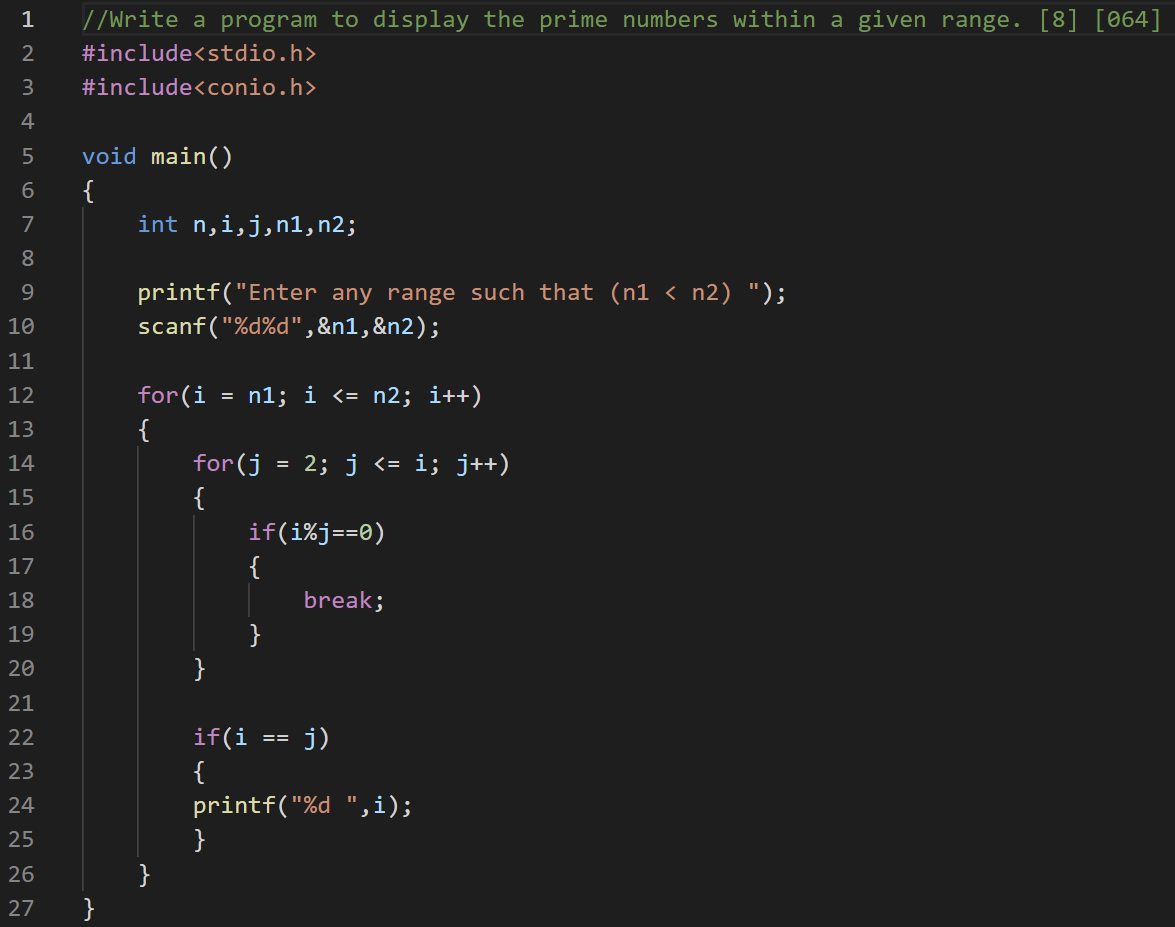 1 //Write a program to display the prime numbers within a given range. [8] [064]
2 #include<stdio.h>
3 #include<conio.h>
4
5 void main()
6 {
7     int n,i,j,n1,n2;
8
9     printf("Enter any range such that (n1 < n2) ");
10     scanf("%d%d",&n1,&n2);
11
12     for(i = n1; i <= n2; i++)
13     {
14         for(j = 2; j <= i; j++)
15         {
16             if(i%j==0)
17             {
18                 break;
19             }
20         }
21
22         if(i == j)
23         {
24         printf("%d ",i);
25         }
26     }
27 }